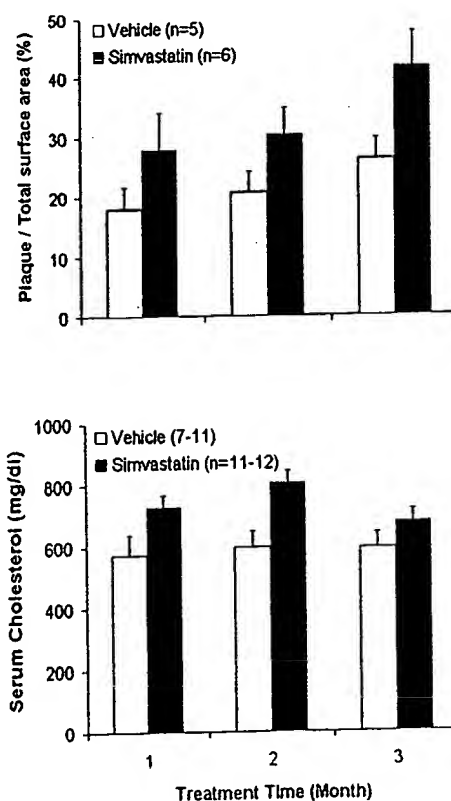 Plaque / Total surface area (%)
50
40
30
20
10
0
Vehicle (n=5)
Simvastatin (n=6)
Serum Cholesterol (mg/dl)
1000
800
600
400
200
0
Vehicle (7-11)
Simvastatin (n=11-12)
1 2 3
Treatment Time (Month)